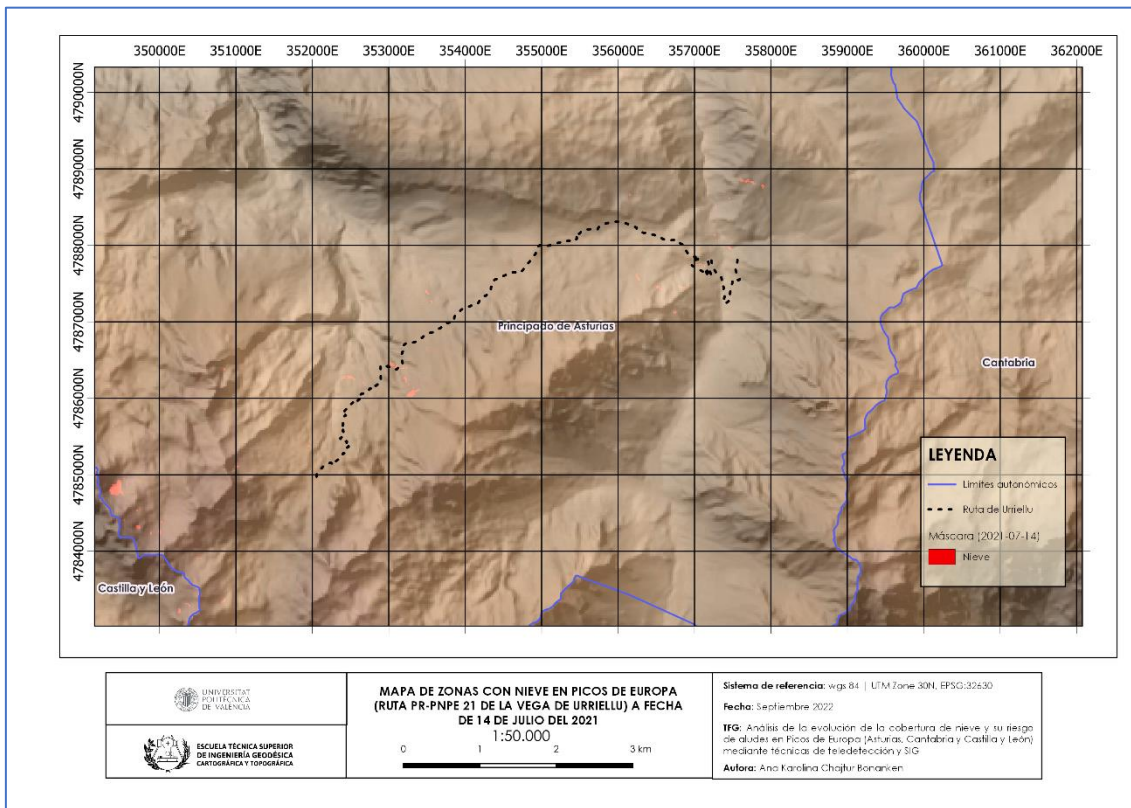 350000E 351000E 352000E 353000E 354000E 355000E 356000E 357000E 358000E 359000E 360000E 361000E 362000E
4790000N
4789000N
4788000N
4787000N
4786000N
4785000N
4784000N
Principado de Asturias
Cantabria
Castilla y León
LEYENDA
Límites autonómicos
Ruta de Urriellu
Máscara (2021-07-14)
Nieve
UNIVERSITAT
POLITÈCNICA
DE VALÈNCIA
ESCUELA TÉCNICA SUPERIOR
DE INGENIERÍA GEODÉSICA
CARTOGRÁFICA Y TOPOGRÁFICA
MAPA DE ZONAS CON NIEVE EN PICOS DE EUROPA
(RUTA PR-PNPE 21 DE LA VEGA DE URRIELLU) A FECHA
DE 14 DE JULIO DEL 2021
1:50.000
0 1 2 3 km
Sistema de referencia: wgs 84 | UTM Zone 30N, EPSG:32630
Fecha: Septiembre 2022
TFG: Análisis de la evolución de la cobertura de nieve y su riesgo
de aludes en Picos de Europa (Asturias, Cantabria y Castilla y León)
mediante técnicas de teledetección y SIG
Autora: Ana Karolina Chajtur Bonanken